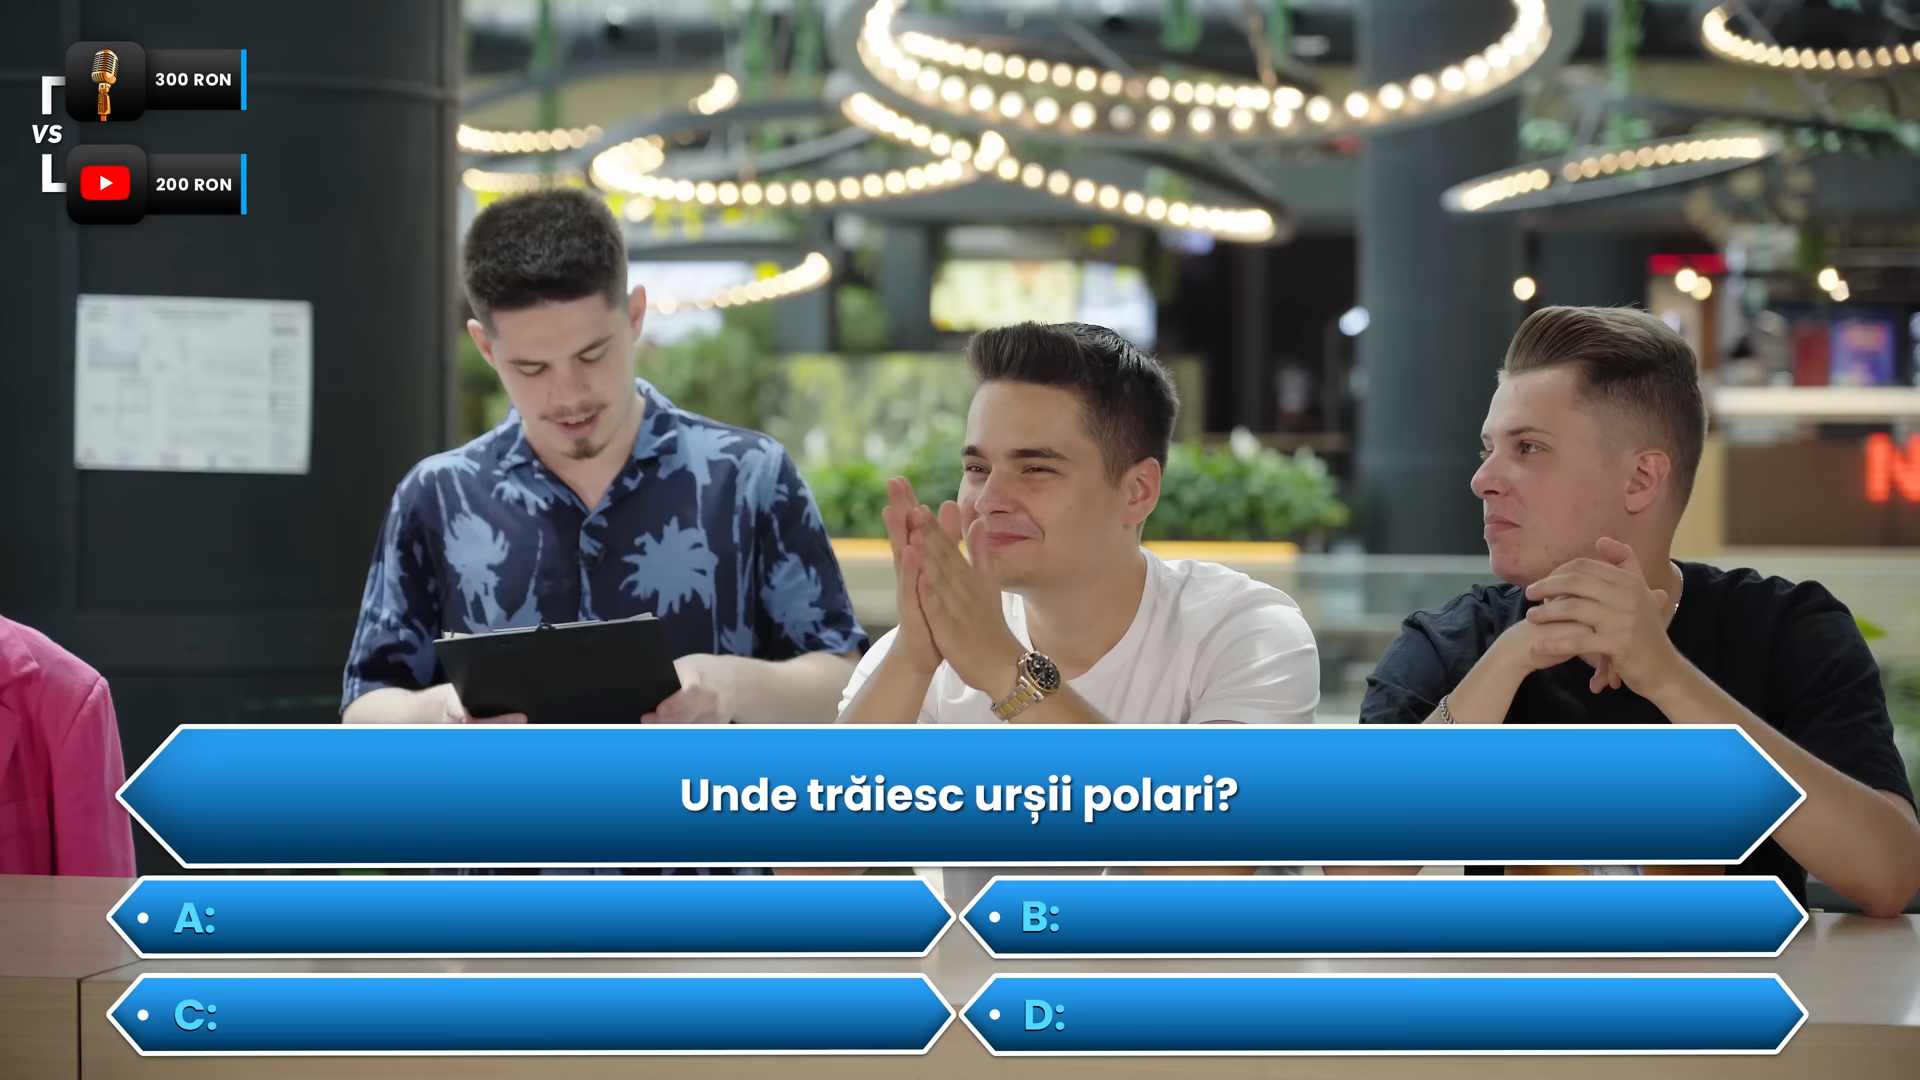 300 RON
VS
200 RON
Unde trăiesc urșii polari?
A:
B:
C:
D: